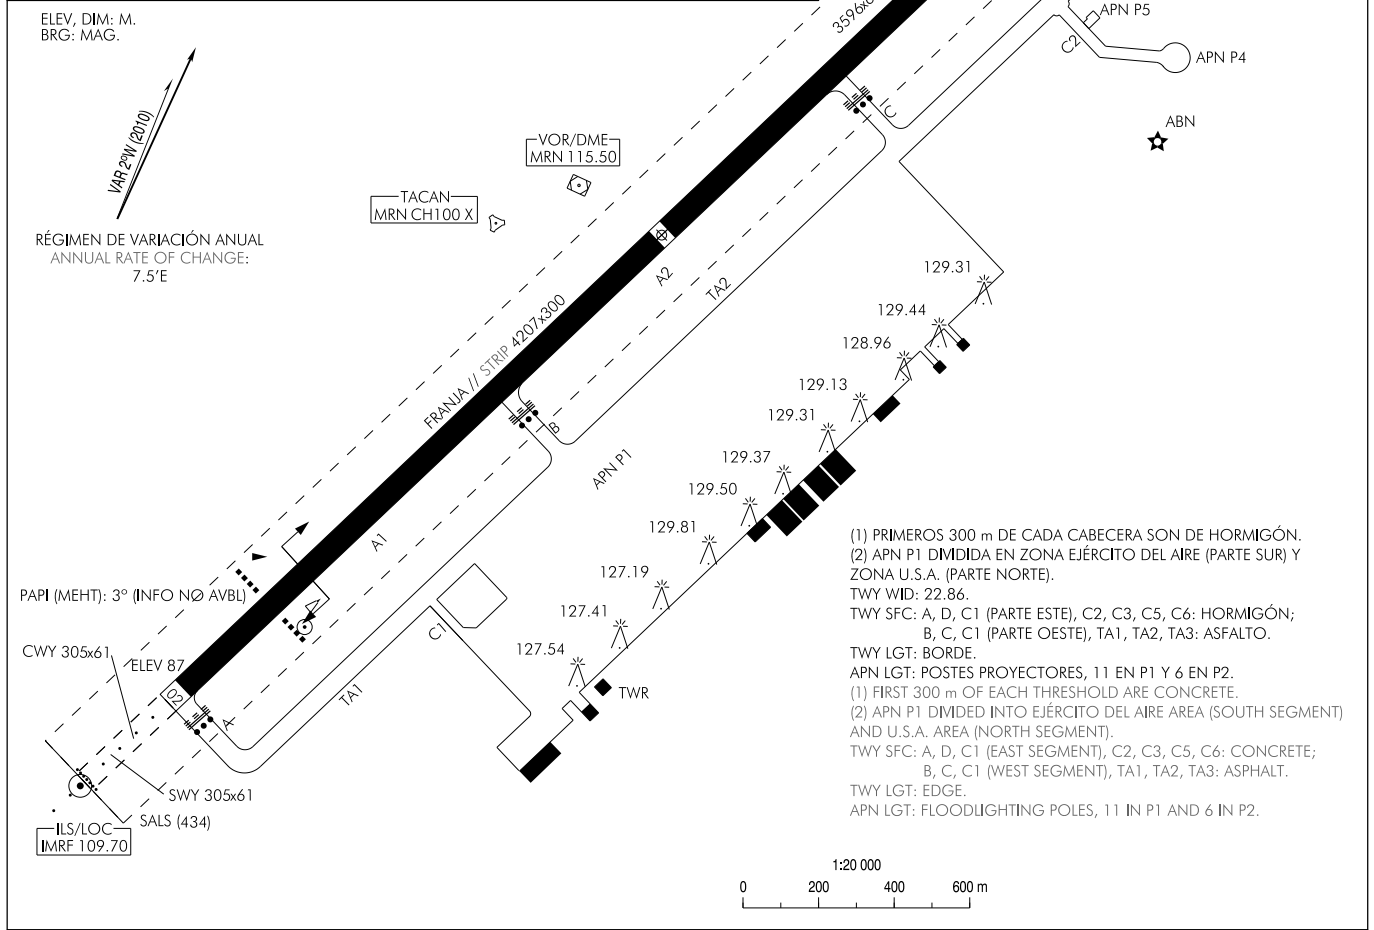 ELEV, DIM: M.
BRG: MAG.
VAR 2ºW (2010)
RÉGIMEN DE VARIACIÓN ANUAL
ANNUAL RATE OF CHANGE:
7.5'E
APN P5
C2
APN P4
ABN
C
VOR/DME
MRN 115.50
TACAN
MRN CH100 X
A2
TA2
FRANJA // STRIP 4207x300
129.31
129.44
128.96
129.13
129.31
129.37
129.50
129.81
127.19
127.41
127.54
B
APN P1
A1
PAPI (MEHT): 3º (INFO NØ AVBL)
CWY 305x61
ELEV 87
02
A
TA1
C1
TWR
SWY 305x61
SALS (434)
ILS/LOC
IMRF 109.70
(1) PRIMEROS 300 m DE CADA CABECERA SON DE HORMIGÓN.
(2) APN P1 DIVIDIDA EN ZONA EJÉRCITO DEL AIRE (PARTE SUR) Y
ZONA U.S.A. (PARTE NORTE).
TWY WID: 22.86.
TWY SFC: A, D, C1 (PARTE ESTE), C2, C3, C5, C6: HORMIGÓN;
B, C, C1 (PARTE OESTE), TA1, TA2, TA3: ASFALTO.
TWY LGT: BORDE.
APN LGT: POSTES PROYECTORES, 11 EN P1 Y 6 EN P2.
(1) FIRST 300 m OF EACH THRESHOLD ARE CONCRETE.
(2) APN P1 DIVIDED INTO EJÉRCITO DEL AIRE AREA (SOUTH SEGMENT)
AND U.S.A. AREA (NORTH SEGMENT).
TWY SFC: A, D, C1 (EAST SEGMENT), C2, C3, C5, C6: CONCRETE;
B, C, C1 (WEST SEGMENT), TA1, TA2, TA3: ASPHALT.
TWY LGT: EDGE.
APN LGT: FLOODLIGHTING POLES, 11 IN P1 AND 6 IN P2.
1:20 000
0 200 400 600 m